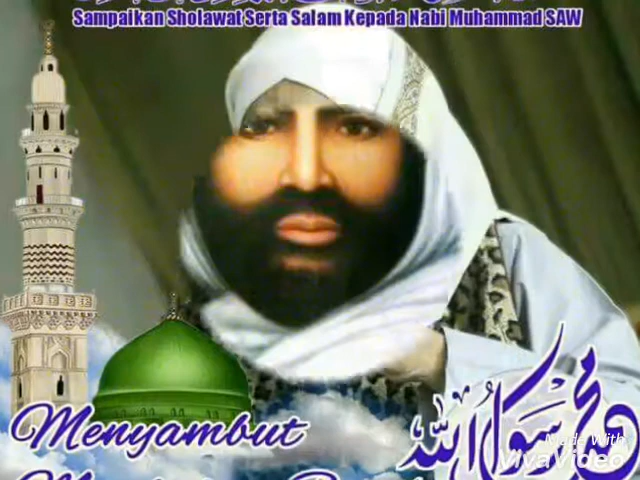 Sampaikan Sholawat Serta Salam Kepada Nabi Muhammad SAW
Menyambut
محمد رسول الله
Made With
VivaVideo